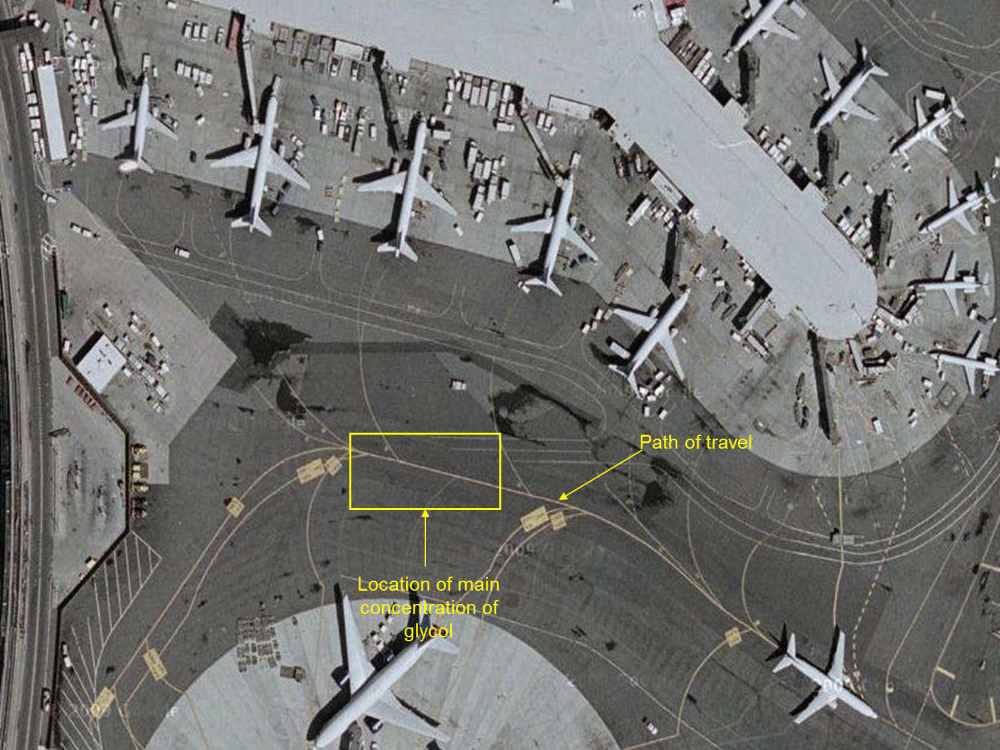 Path of travel
Location of main
concentration of
glycol